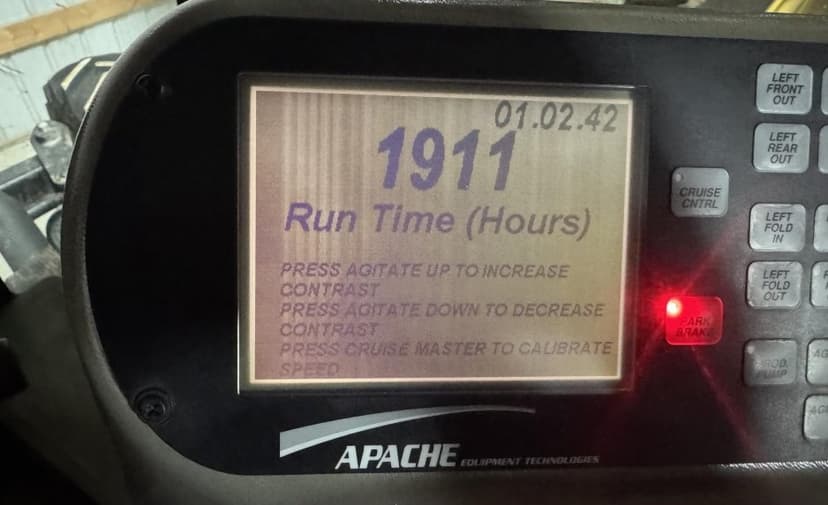 01.02.42
1911
Run Time (Hours)
PRESS AGITATE UP TO INCREASE
CONTRAST
PRESS AGITATE DOWN TO DECREASE
CONTRAST
PRESS CRUISE MASTER TO CALIBRATE
SPEED
APACHE EQUIPMENT TECHNOLOGIES
CRUISE
CNTRL
PARK
BRAKE
LEFT
FRONT
OUT
LEFT
REAR
OUT
LEFT
FOLD
IN
LEFT
FOLD
OUT
PROD.
PUMP